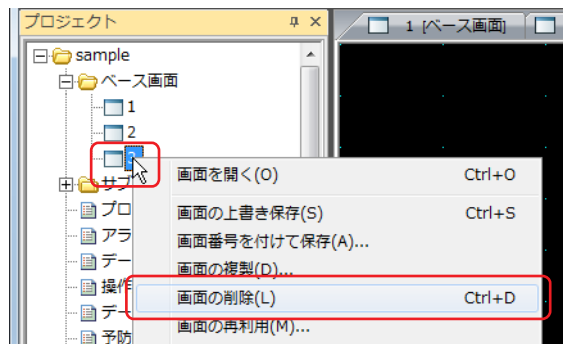 プロジェクト
1 [ベース画面]
sample
ベース画面
1
2
3
サブ
プロ
アラ
デー
操作
デー
予防
画面を開く(O) Ctrl+O
画面の上書き保存(S) Ctrl+S
画面番号を付けて保存(A)...
画面の複製(D)...
画面の削除(L) Ctrl+D
画面の再利用(M)...